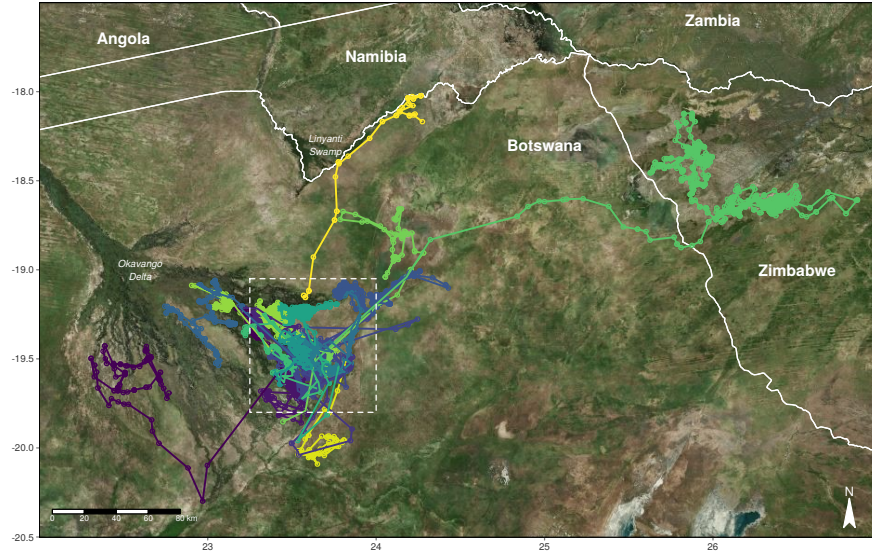 Zambia
Angola
Namibia
-18.0
Linyanti
Swamp
Botswana
-18.5
-19.0
Okavango
Delta
Zimbabwe
-19.5
-20.0
N
0 20 40 60 80 km
-20.5
23 24 25 26